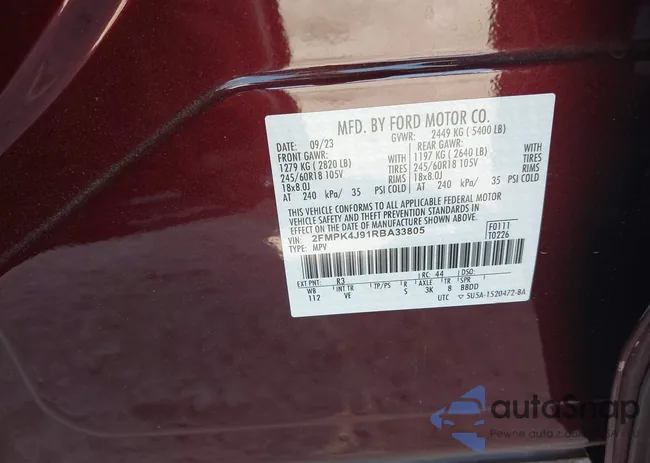 MFD. BY FORD MOTOR CO.
DATE: 09/23 GVWR: 2449 KG (5400 LB)
FRONT GAWR: REAR GAWR:
1279 KG (2820 LB) WITH 1197 KG (2640 LB) WITH
245/60R18 105V TIRES 245/60R18 105V TIRES
18x8.0J RIMS 18x8.0J RIMS
AT 240 kPa/ 35 PSI COLD AT 240 kPa/ 35 PSI COLD
THIS VEHICLE CONFORMS TO ALL APPLICABLE FEDERAL MOTOR
VEHICLE SAFETY AND THEFT PREVENTION STANDARDS IN
EFFECT ON THE DATE OF MANUFACTURE SHOWN ABOVE.
VIN: 2FMPK4J91RBA33805 F0111
TYPE: MPV T0226
EXT PNT: R3 RC: 44 DSO:
WB INT TR TP/PS R AXLE TR SPR
112 VE S 3K 8 BBDD
UTC ▽ 5U5A-1520472-BA
autoSnap
Pewne auta z